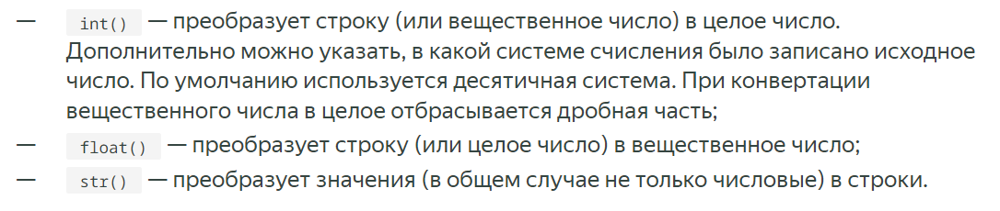 — int() — преобразует строку (или вещественное число) в целое число.
Дополнительно можно указать, в какой системе счисления было записано исходное
число. По умолчанию используется десятичная система. При конвертации
вещественного числа в целое отбрасывается дробная часть;
— float() — преобразует строку (или целое число) в вещественное число;
— str() — преобразует значения (в общем случае не только числовые) в строки.